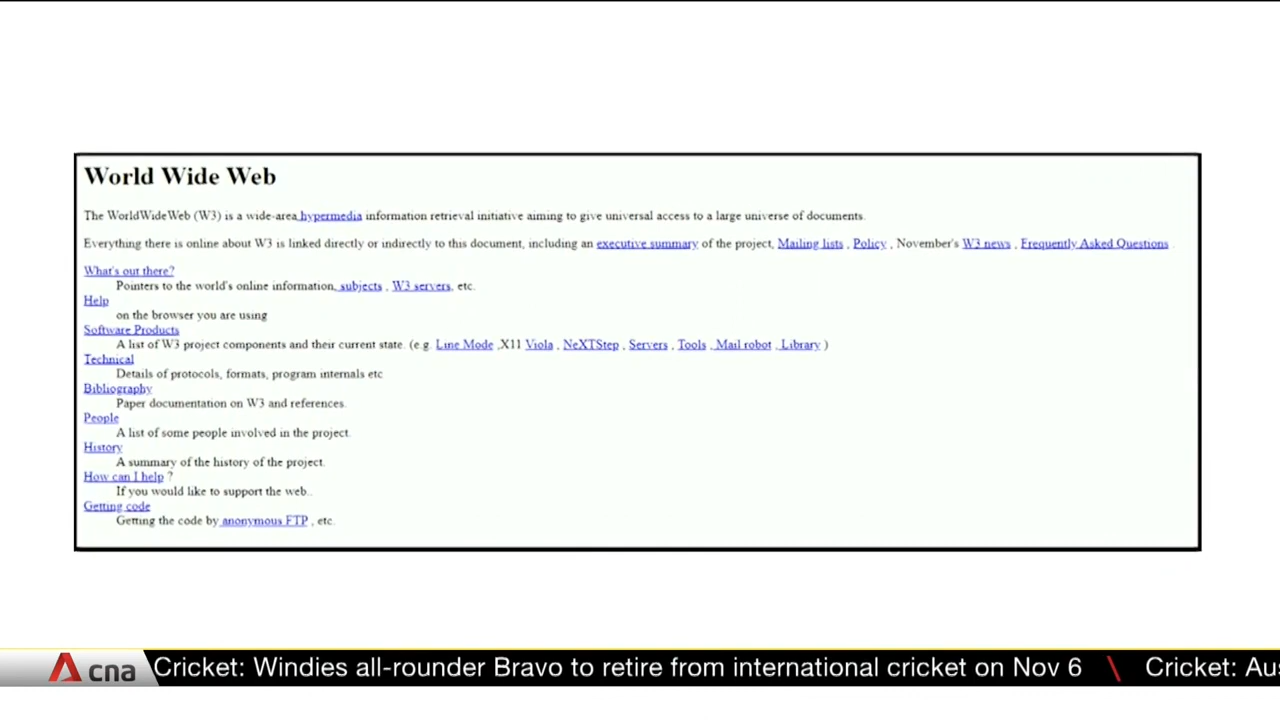 World Wide Web
The WorldWideWeb (W3) is a wide-area hypermedia information retrieval initiative aiming to give universal access to a large universe of documents.
Everything there is online about W3 is linked directly or indirectly to this document, including an executive summary of the project, Mailing lists , Policy , November's W3 news , Frequently Asked Questions
What's out there?
Pointers to the world's online information, subjects , W3 servers, etc.
Help
on the browser you are using
Software Products
A list of W3 project components and their current state. (e.g. Line Mode ,X11 Viola , NeXTStep , Servers , Tools , Mail robot , Library )
Technical
Details of protocols, formats, program internals etc
Bibliography
Paper documentation on W3 and references.
People
A list of some people involved in the project.
History
A summary of the history of the project.
How can I help ?
If you would like to support the web..
Getting code
Getting the code by anonymous FTP , etc.
cna Cricket: Windies all-rounder Bravo to retire from international cricket on Nov 6 \ Cricket: